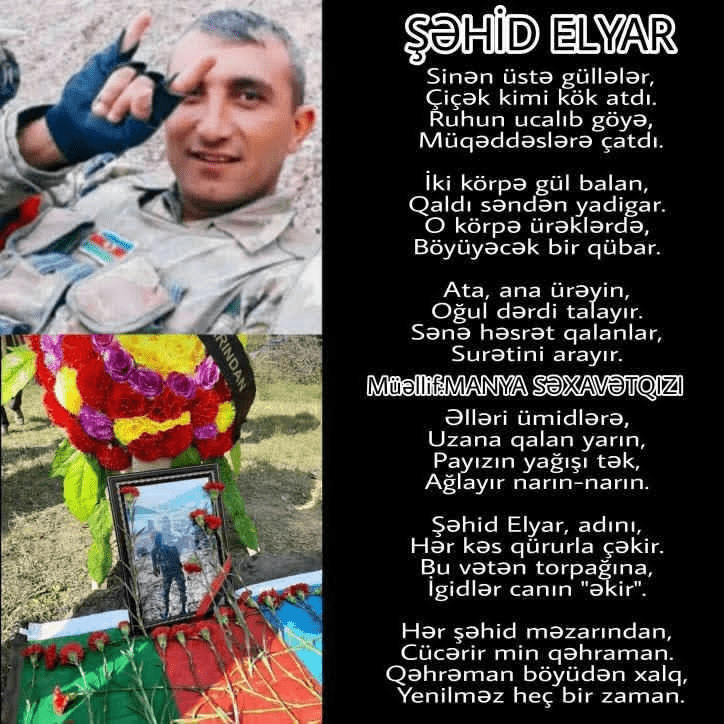 ŞƏHİD ELYAR
Sinən üstə güllələr,
Çiçək kimi kök atdı.
Ruhun ucalıb göyə,
Müqəddəslərə çatdı.
İki körpə gül balan,
Qaldı səndən yadigar.
O körpə ürəklərdə,
Böyüyəcək bir qübar.
Ata, ana ürəyin,
Oğul dərdi talayır.
Sənə həsrət qalanlar,
Surətini arayır.
Müəllif:MANYA SƏXAVƏTQIZI
Əlləri ümidlərə,
Uzana qalan yarın,
Payızın yağışı tək,
Ağlayır narın-narın.
Şəhid Elyar, adını,
Hər kəs qürurla çəkir.
Bu vətən torpağına,
İgidlər canın "əkir".
Hər şəhid məzarından,
Cücərir min qəhraman.
Qəhrəman böyüdən xalq,
Yenilməz heç bir zaman.
RINDAN